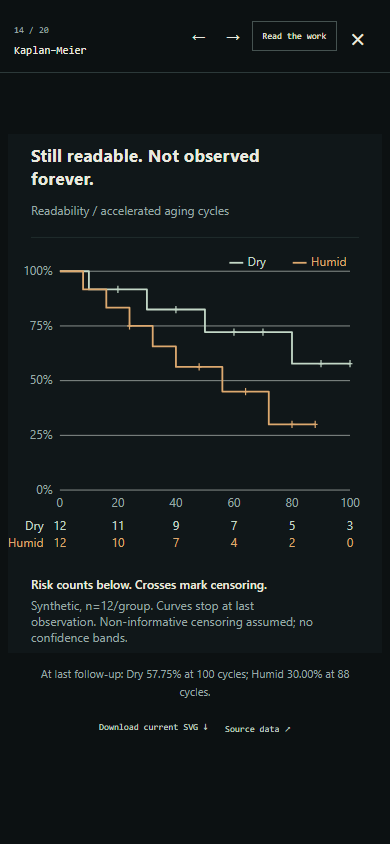 14 / 20
Kaplan-Meier
← → Read the work ×
Still readable. Not observed
forever.
Readability / accelerated aging cycles
Dry Humid
100%
75%
50%
25%
0%
0 20 40 60 80 100
Dry 12 11 9 7 5 3
Humid 12 10 7 4 2 0
Risk counts below. Crosses mark censoring.
Synthetic, n=12/group. Curves stop at last
observation. Non-informative censoring assumed; no
confidence bands.
At last follow-up: Dry 57.75% at 100 cycles; Humid 30.00% at 88
cycles.
Download current SVG ↓ Source data ↗